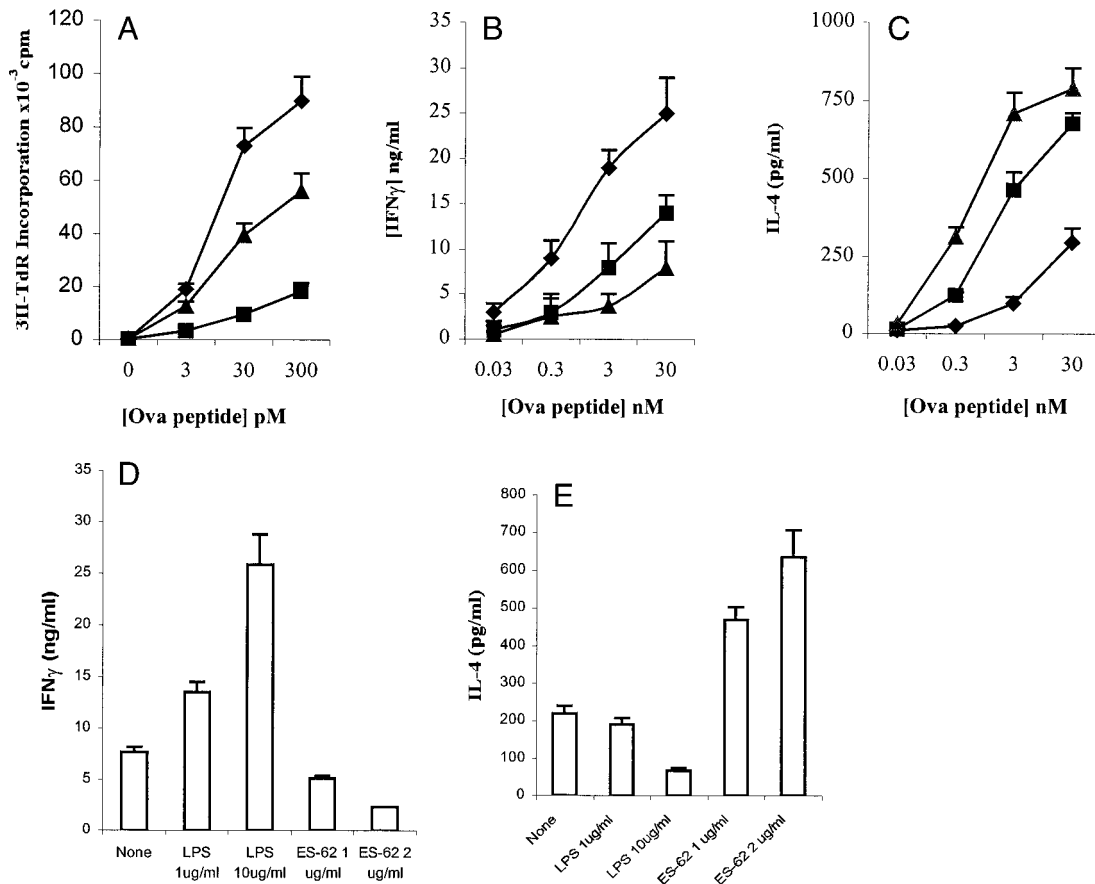 A
3II-TdR Incorporation x10⁻³ cpm
120
100
80
60
40
20
0
0 3 30 300
[Ova peptide] pM
B
[IFNγ] ng/ml
35
30
25
20
15
10
5
0
0.03 0.3 3 30
[Ova peptide] nM
C
IL-4 (pg/ml)
1000
750
500
250
0
0.03 0.3 3 30
[Ova peptide] nM
D
IFNγ (ng/ml)
35
30
25
20
15
10
5
0
None LPS LPS ES-62 1 ES-62 2
1ug/ml 10ug/ml ug/ml ug/ml
E
IL-4 (pg/ml)
800
700
600
500
400
300
200
100
0
None LPS 1ug/ml LPS 10ug/ml ES-62 1 ug/ml ES-62 2 ug/ml